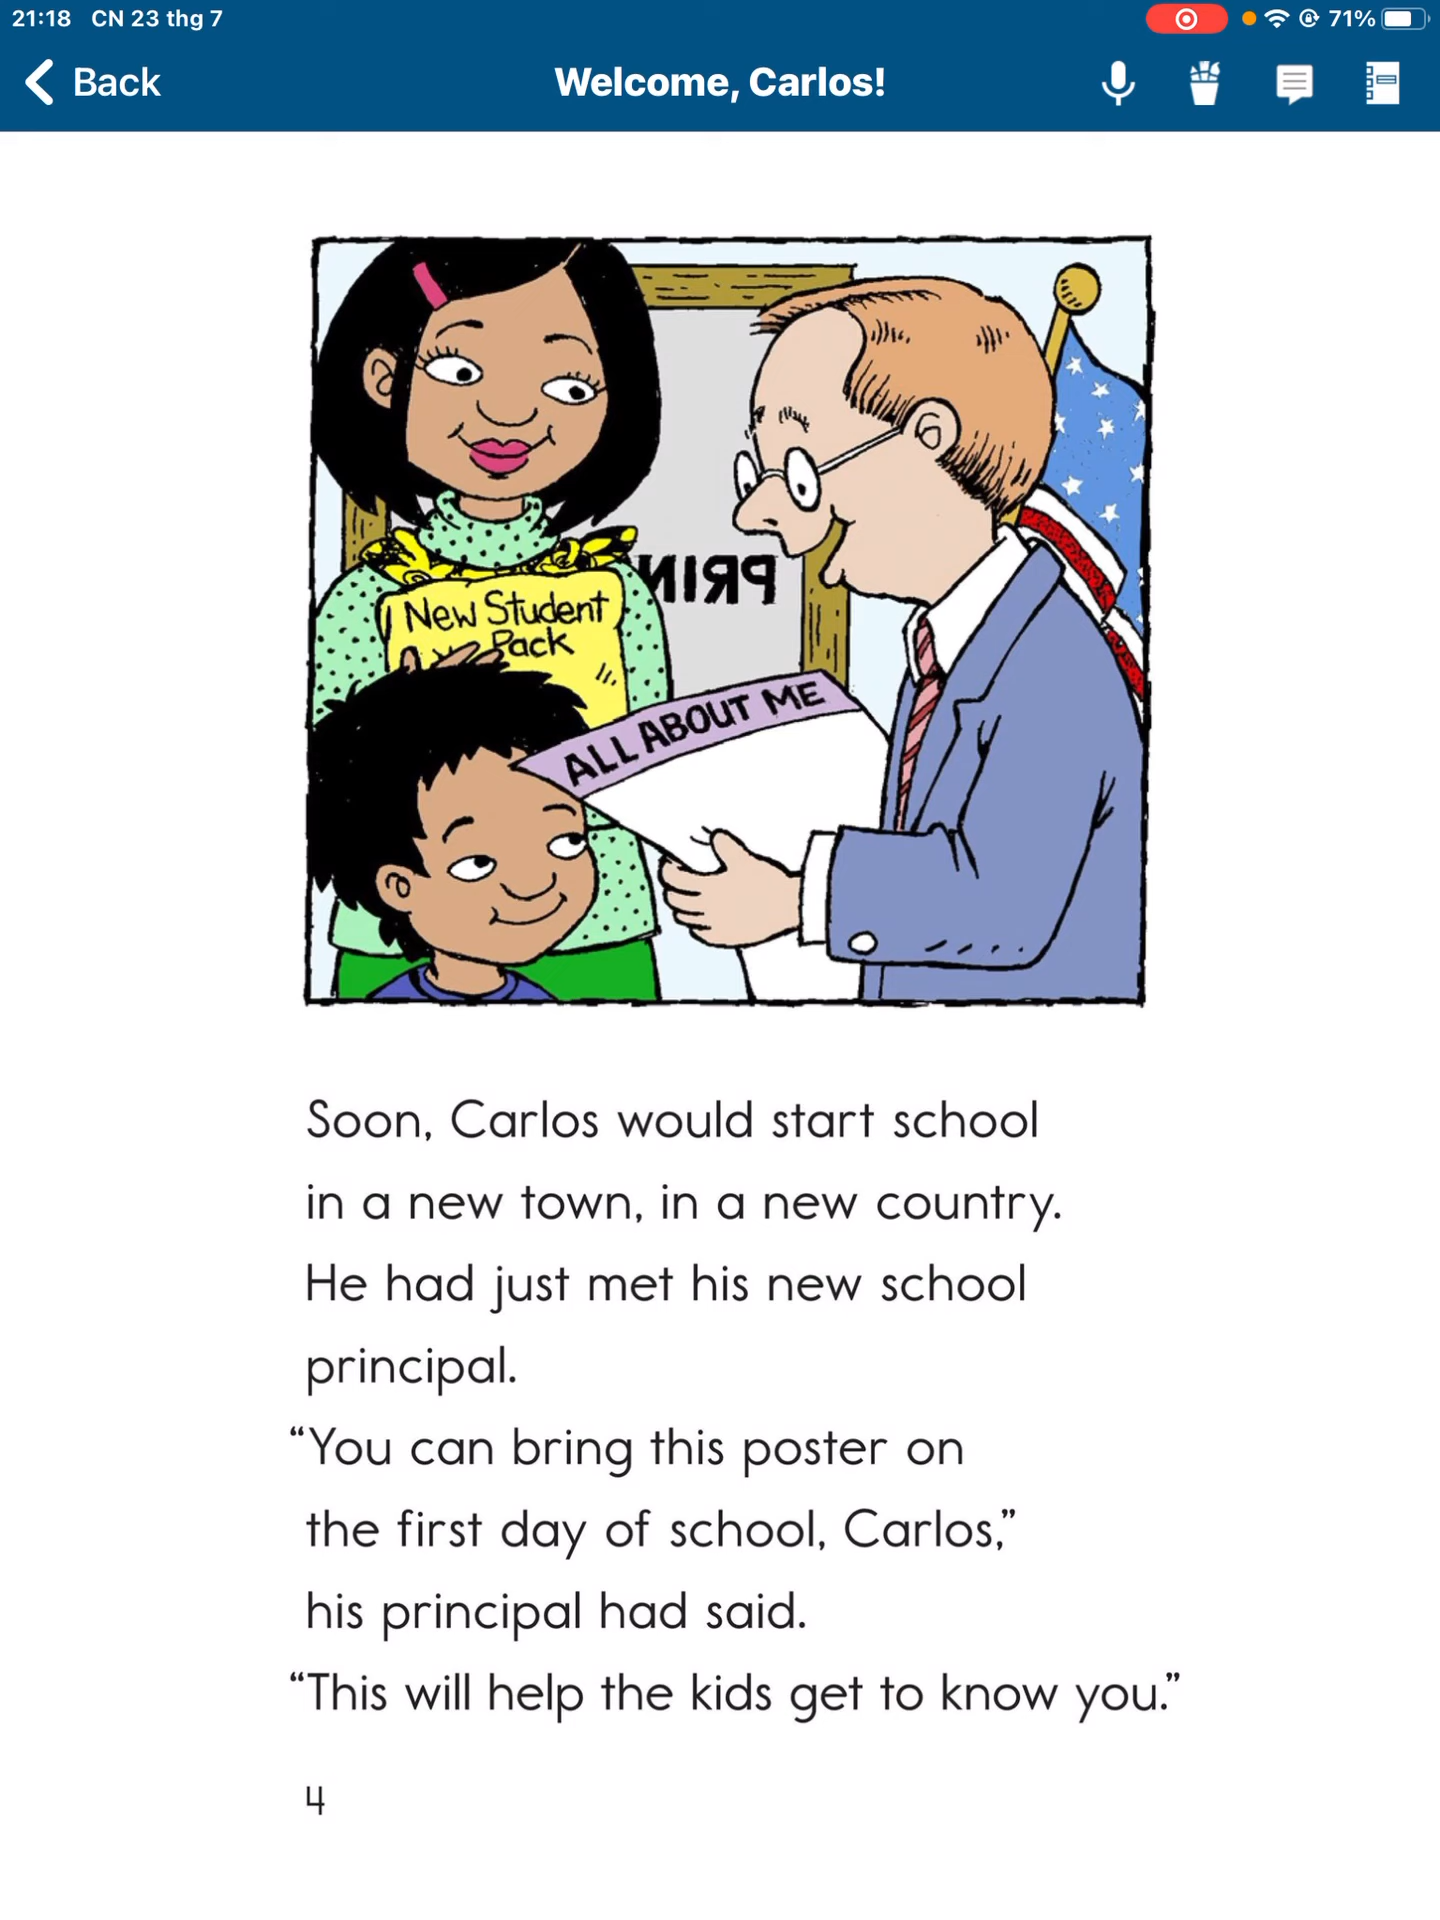 21:18 CN 23 thg 7
71%
Back
Welcome, Carlos!
PRIN
New Student
Pack
ALL ABOUT ME
Soon, Carlos would start school
in a new town, in a new country.
He had just met his new school
principal.
“You can bring this poster on
the first day of school, Carlos,”
his principal had said.
“This will help the kids get to know you.”
4